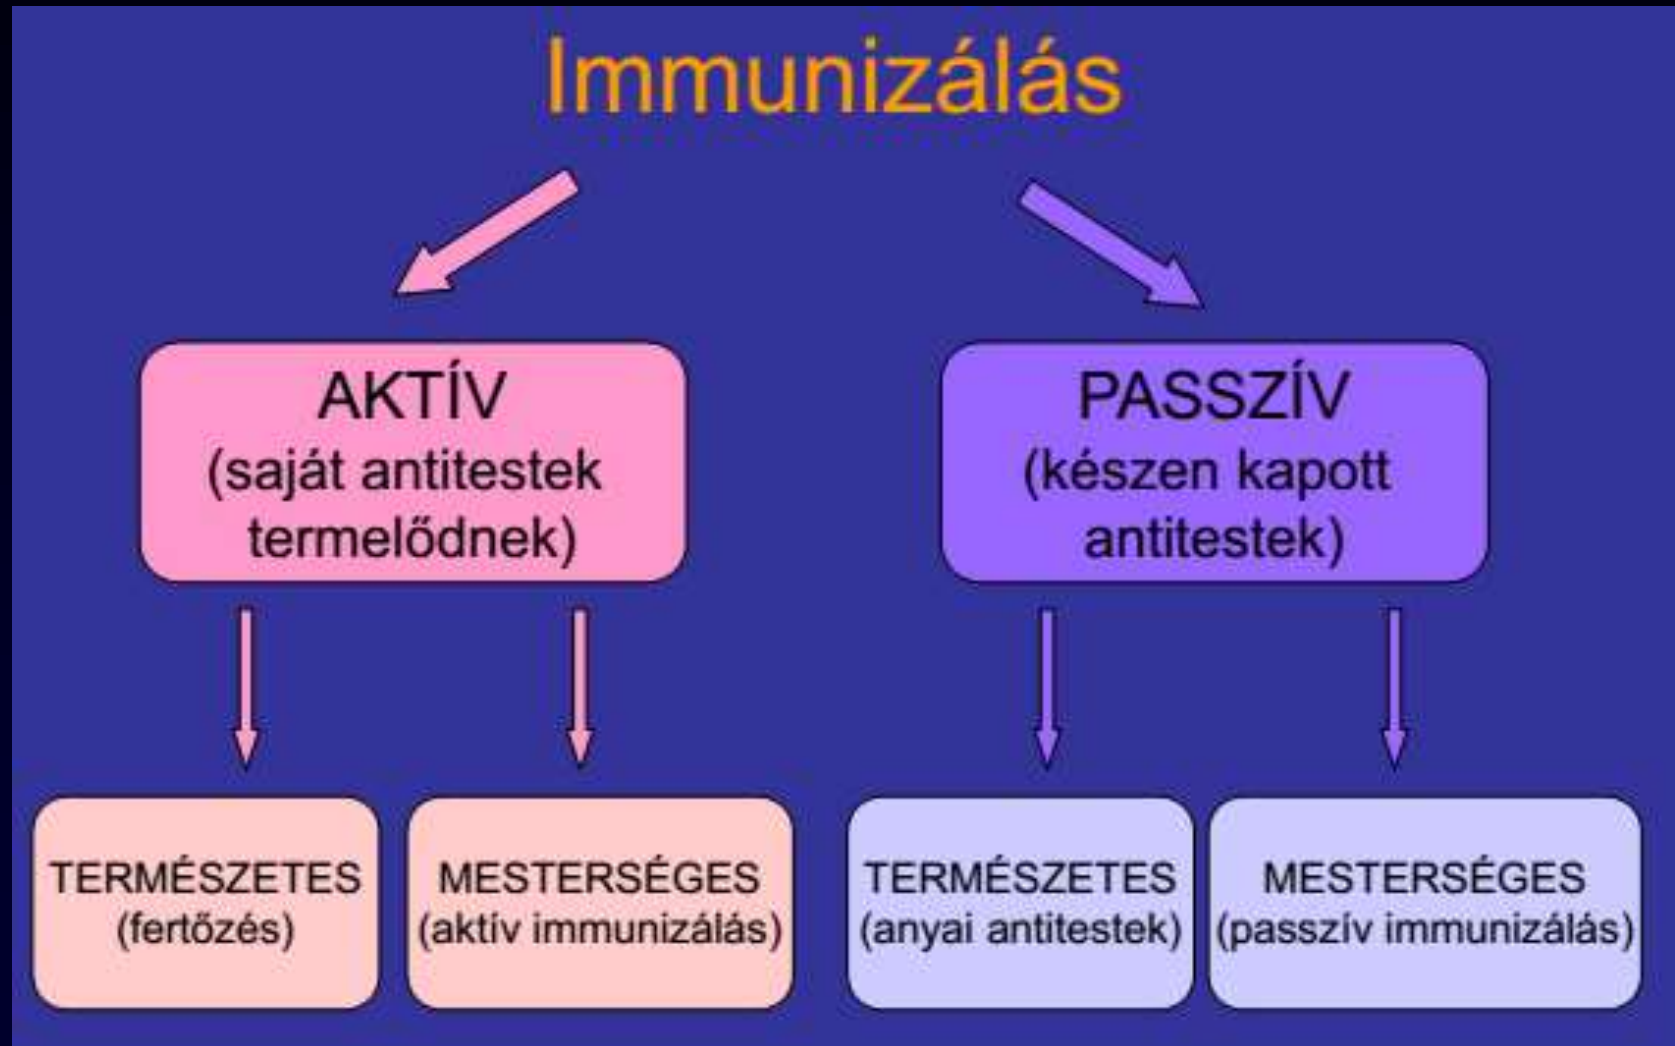 Immunizálás
AKTÍV
(saját antitestek
termelődnek)
PASSZÍV
(készen kapott
antitestek)
TERMÉSZETES
(fertőzés)
MESTERSÉGES
(aktív immunizálás)
TERMÉSZETES
(anyai antitestek)
MESTERSÉGES
(passzív immunizálás)